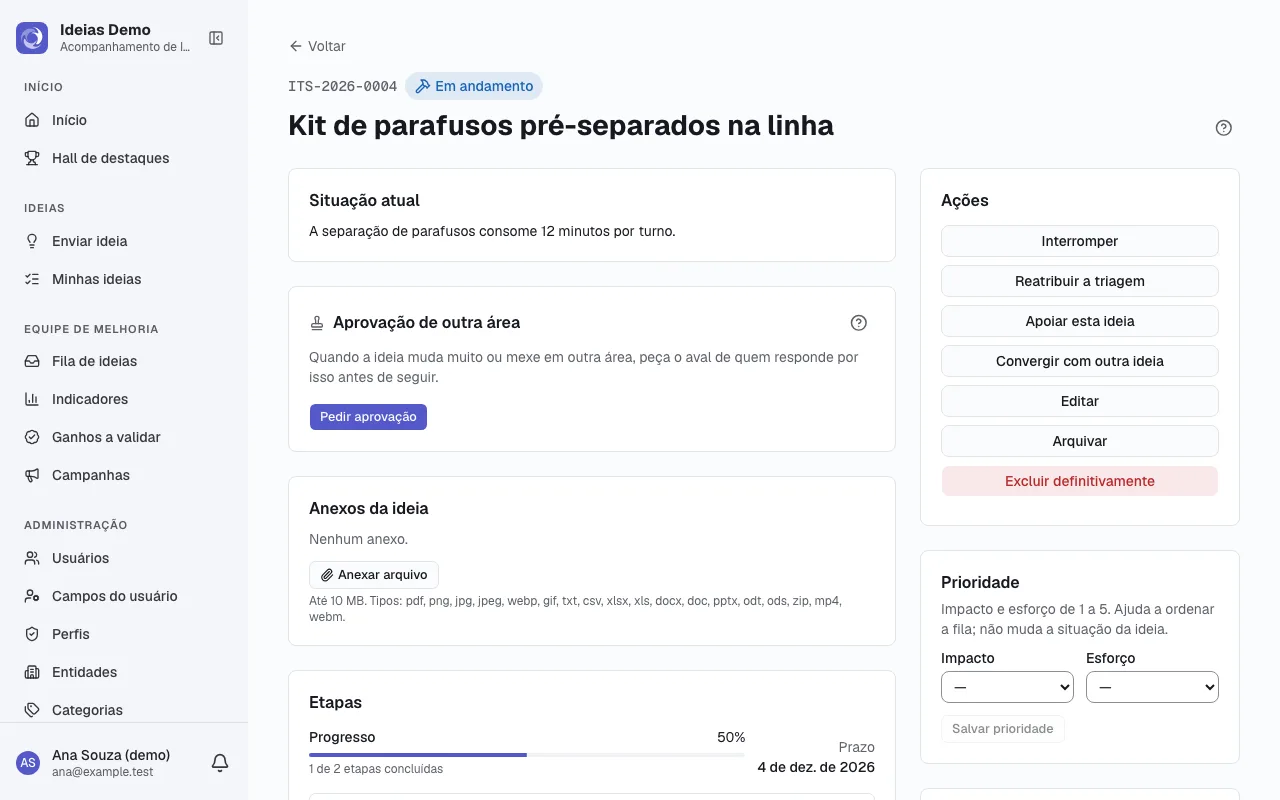 Ideias Demo
Acompanhamento de I…
INÍCIO
Início
Hall de destaques
IDEIAS
Enviar ideia
Minhas ideias
EQUIPE DE MELHORIA
Fila de ideias
Indicadores
Ganhos a validar
Campanhas
ADMINISTRAÇÃO
Usuários
Campos do usuário
Perfis
Entidades
Categorias
AS
Ana Souza (demo)
ana@example.test
Voltar
ITS-2026-0004
Em andamento
Kit de parafusos pré-separados na linha
Situação atual
A separação de parafusos consome 12 minutos por turno.
Aprovação de outra área
Quando a ideia muda muito ou mexe em outra área, peça o aval de quem responde por
isso antes de seguir.
Pedir aprovação
Anexos da ideia
Nenhum anexo.
Anexar arquivo
Até 10 MB. Tipos: pdf, png, jpg, jpeg, webp, gif, txt, csv, xlsx, xls, docx, doc, pptx, odt, ods, zip, mp4,
webm.
Etapas
Progresso
50%
1 de 2 etapas concluídas
Prazo
4 de dez. de 2026
Ações
Interromper
Reatribuir a triagem
Apoiar esta ideia
Convergir com outra ideia
Editar
Arquivar
Excluir definitivamente
Prioridade
Impacto e esforço de 1 a 5. Ajuda a ordenar
a fila; não muda a situação da ideia.
Impacto
Esforço
—
—
Salvar prioridade